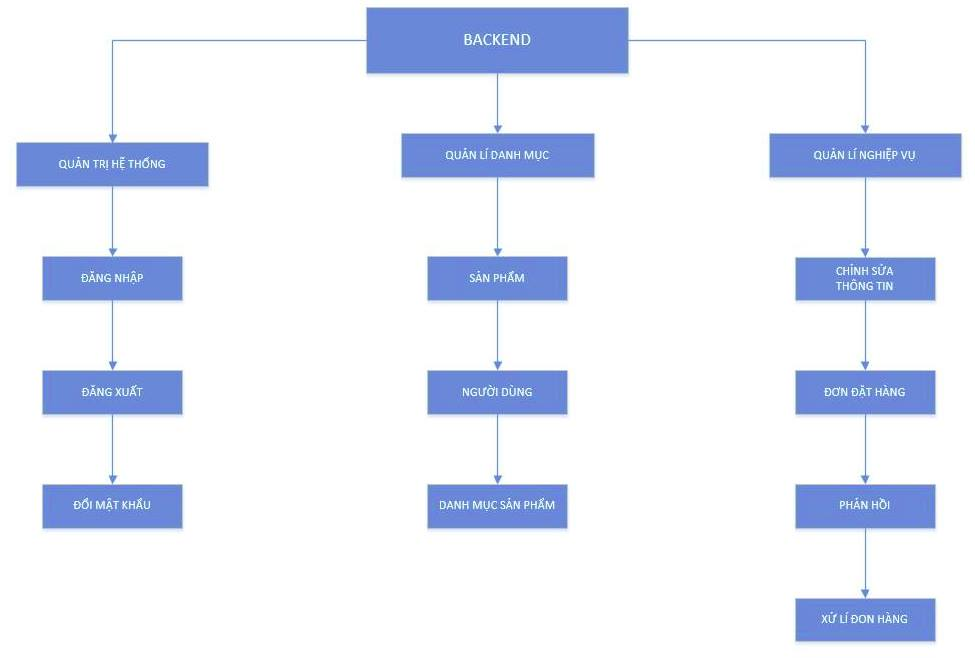 BACKEND
QUẢN TRỊ HỆ THỐNG
QUẢN LÍ DANH MỤC
QUẢN LÍ NGHIỆP VỤ
ĐĂNG NHẬP
SẢN PHẨM
CHỈNH SỬA
THÔNG TIN
ĐĂNG XUẤT
NGƯỜI DÙNG
ĐƠN ĐẶT HÀNG
ĐỔI MẬT KHẨU
DANH MỤC SẢN PHẨM
PHẢN HỒI
XỬ LÍ ĐON HÀNG